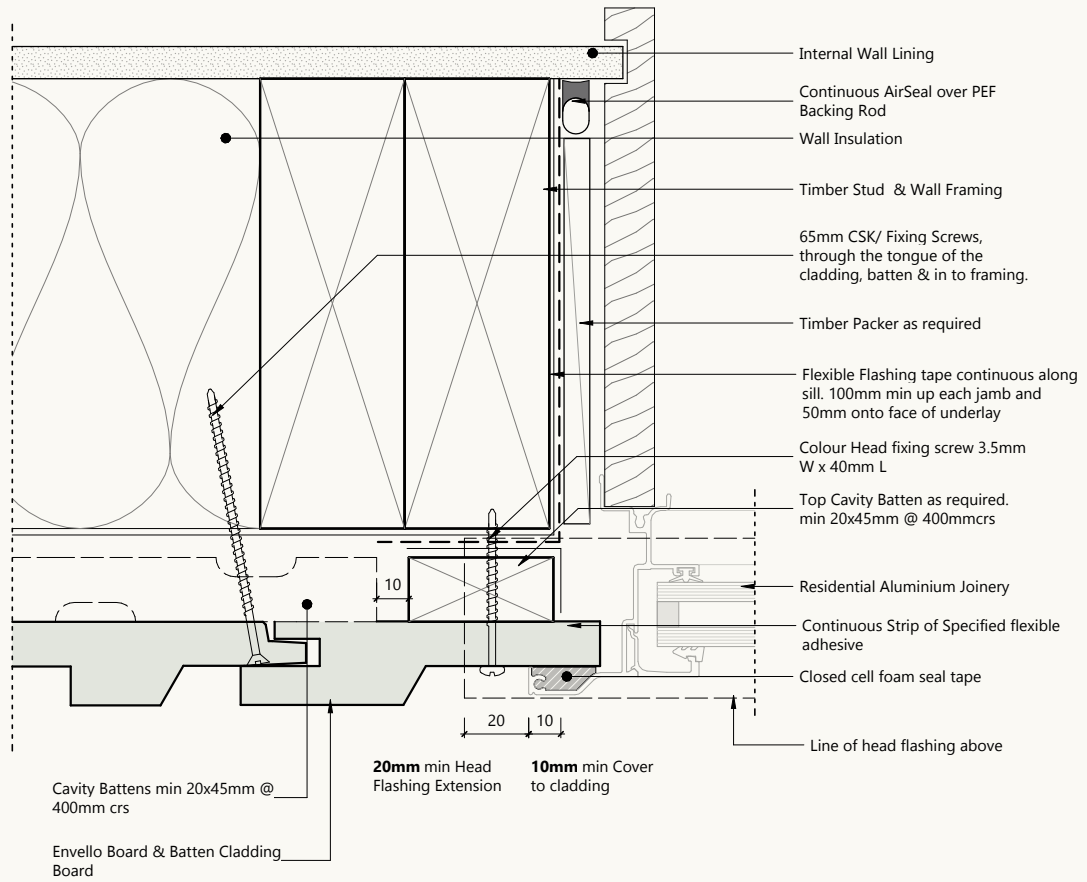 Internal Wall Lining
Continuous AirSeal over PEF
Backing Rod
Wall Insulation
Timber Stud & Wall Framing
65mm CSK/ Fixing Screws,
through the tongue of the
cladding, batten & in to framing.
Timber Packer as required
Flexible Flashing tape continuous along
sill. 100mm min up each jamb and
50mm onto face of underlay
Colour Head fixing screw 3.5mm
W x 40mm L
Top Cavity Batten as required.
min 20x45mm @ 400mmcrs
10
Residential Aluminium Joinery
Continuous Strip of Specified flexible
adhesive
Closed cell foam seal tape
20
10
Line of head flashing above
20mm min Head
Flashing Extension
10mm min Cover
to cladding
Cavity Battens min 20x45mm @
400mm crs
Envello Board & Batten Cladding
Board